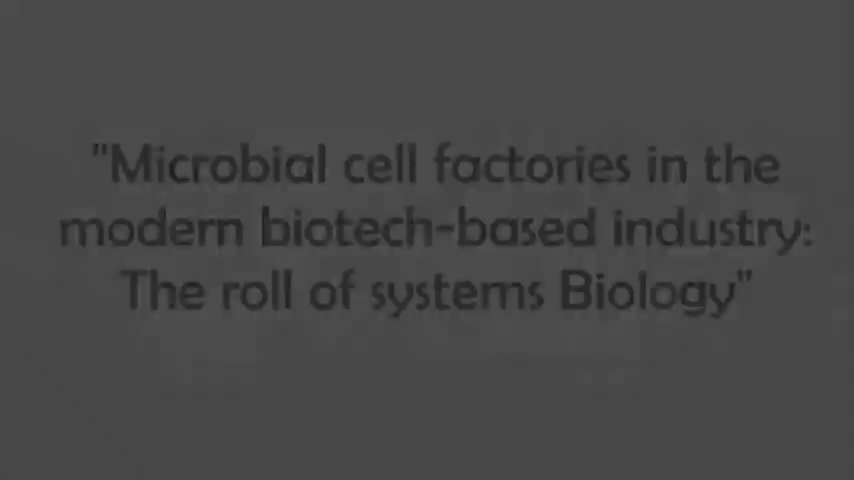 "Microbial cell factories in the
modern biotech-based industry:
The roll of systems Biology"